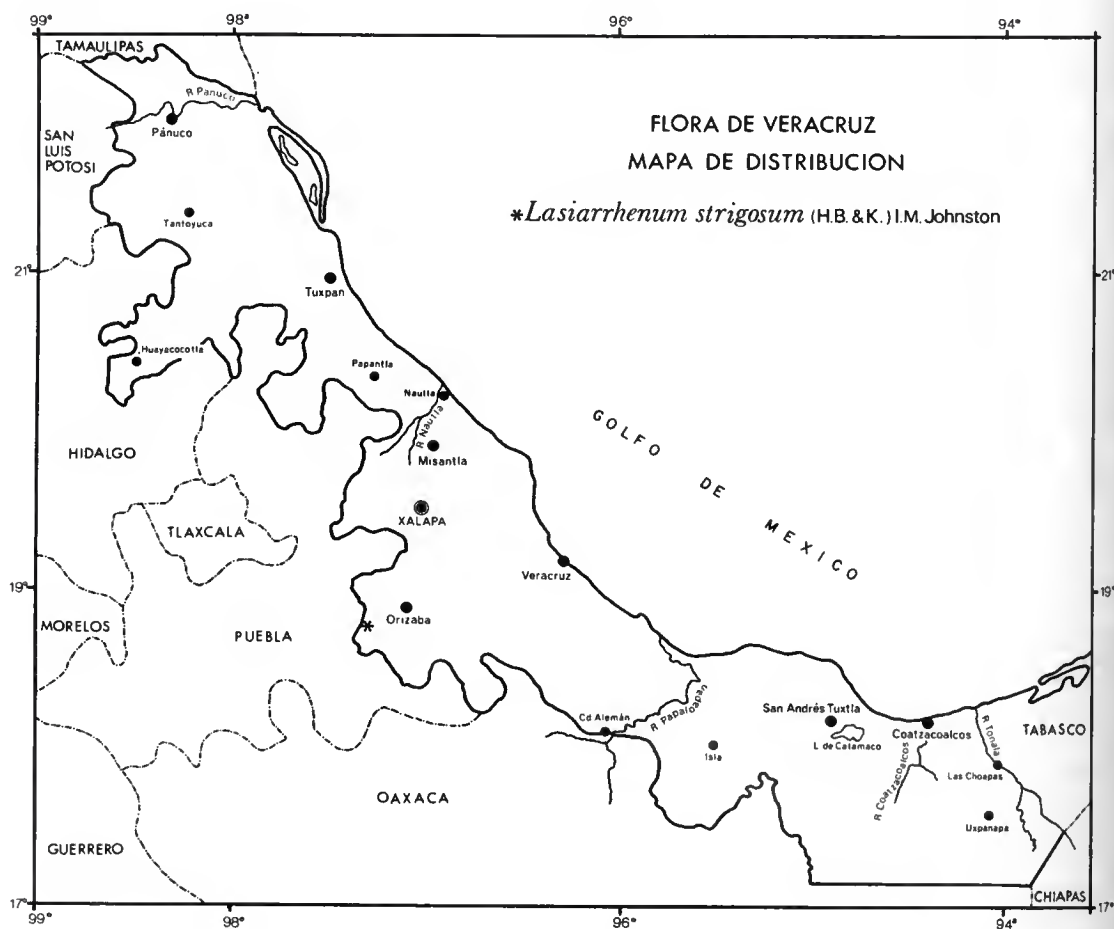 99°
98°
96°
94°
TAMAULIPAS
R Panuco
Pánuco
SAN
LUIS
POTOSI
FLORA DE VERACRUZ
MAPA DE DISTRIBUCION
*Lasiarrhenum strigosum (H.B.&K.) I.M. Johnston
Tantoyuca
21°
21°
Tuxpan
Huayacocotla
Papantla
Nautla
R Nautla
GOLFO DE MEXICO
HIDALGO
Misantla
XALAPA
TLAXCALA
Veracruz
19°
19°
MORELOS
PUEBLA
*
Orizaba
Cd Alemán
R Papaloapan
San Andrés Tuxtla
L de Catamaco
Isla
Coatzacoalcos
R Coatzacoalcos
R Tonala
TABASCO
Las Choapas
OAXACA
Uxpanapa
GUERRERO
CHIAPAS
17°
17°
99°
98°
96°
94°